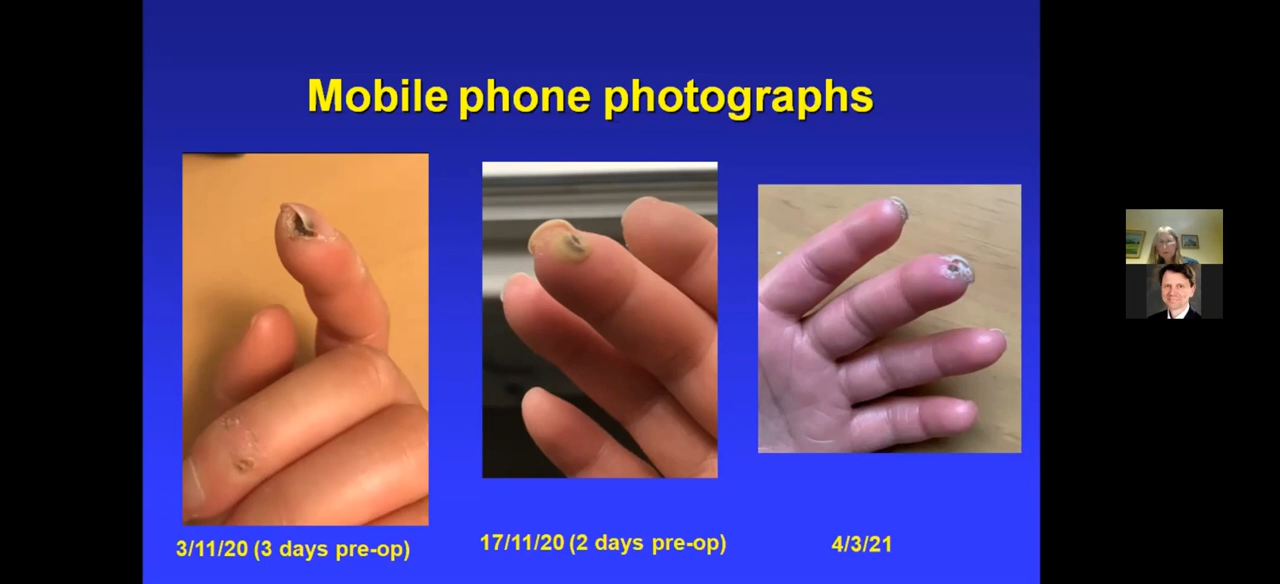 Mobile phone photographs
3/11/20 (3 days pre-op)
17/11/20 (2 days pre-op)
4/3/21